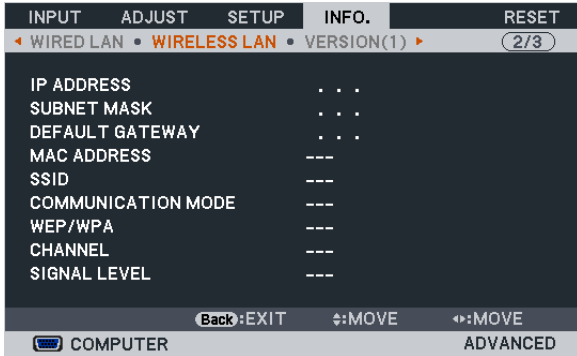 INPUT ADJUST SETUP INFO. RESET
◂ WIRED LAN • WIRELESS LAN • VERSION(1) ▸ 2/3
IP ADDRESS . . .
SUBNET MASK . . .
DEFAULT GATEWAY . . .
MAC ADDRESS ---
SSID ---
COMMUNICATION MODE ---
WEP/WPA ---
CHANNEL ---
SIGNAL LEVEL ---
Back:EXIT ♦:MOVE ◂▸:MOVE
COMPUTER ADVANCED